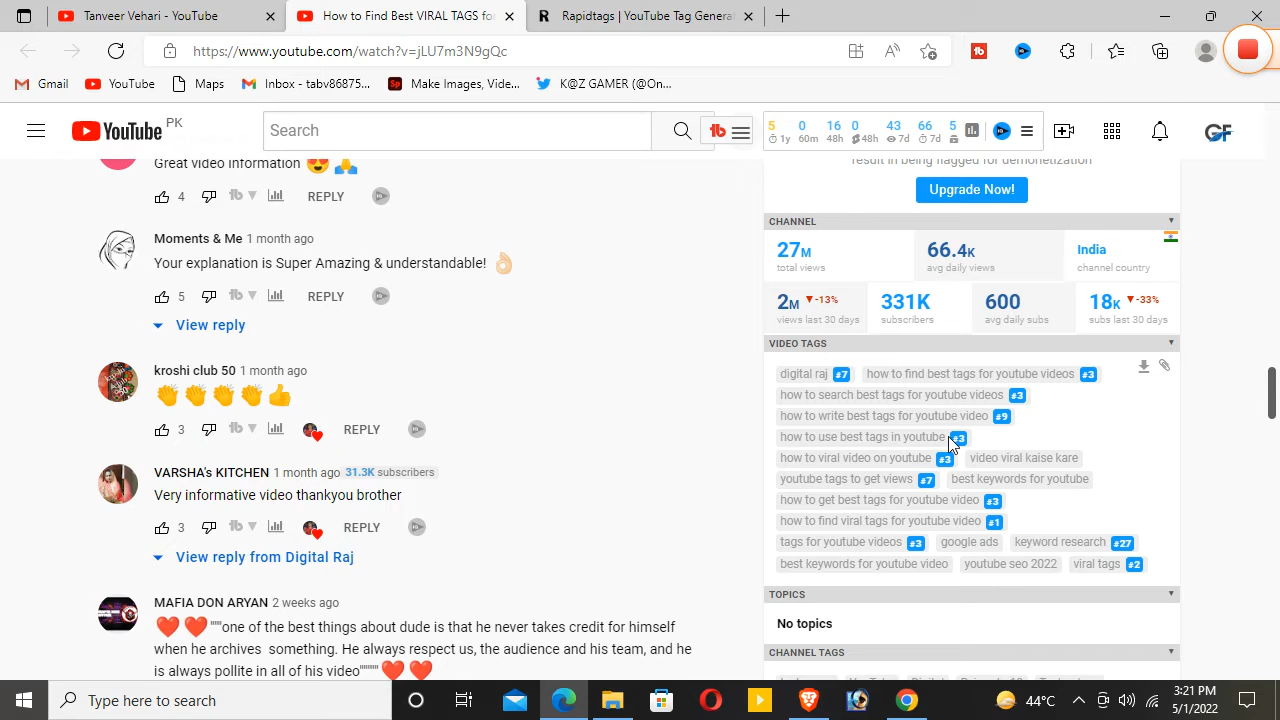 Tanveer Vehari - YouTube
How to Find Best VIRAL TAGS fo
Rapidtags | YouTube Tag Generat
https://www.youtube.com/watch?v=jLU7m3N9gQc
Gmail
YouTube
Maps
Inbox - tabv86875...
Make Images, Vide...
K@Z GAMER (@On...
YouTube PK
Search
5 0 16 0 43 66 5
1y 60m 48h 48h 7d 7d
Great video information 😍🙏
4 REPLY
Moments & Me 1 month ago
Your explanation is Super Amazing & understandable! 👌🏻
5 REPLY
View reply
kroshi club 50 1 month ago
👏👏👏👏👍
3 REPLY
VARSHA's KITCHEN 1 month ago 31.3K subscribers
Very informative video thankyou brother
3 REPLY
View reply from Digital Raj
MAFIA DON ARYAN 2 weeks ago
❤️❤️"""one of the best things about dude is that he never takes credit for himself
when he archives something. He always respect us, the audience and his team, and he
is always pollite in all of his video""""❤️❤️
result in being flagged for demonetization
Upgrade Now!
CHANNEL
27M 66.4K India
total views avg daily views channel country
2M ▼-13% 331K 600 18K ▼-33%
views last 30 days subscribers avg daily subs subs last 30 days
VIDEO TAGS
digital raj #7 how to find best tags for youtube videos #3
how to search best tags for youtube videos #3
how to write best tags for youtube video #9
how to use best tags in youtube #3
how to viral video on youtube #3 video viral kaise kare
youtube tags to get views #7 best keywords for youtube
how to get best tags for youtube video #3
how to find viral tags for youtube video #1
tags for youtube videos #3 google ads keyword research #27
best keywords for youtube video youtube seo 2022 viral tags #2
TOPICS
No topics
CHANNEL TAGS
Type here to search
44°C
3:21 PM
5/1/2022